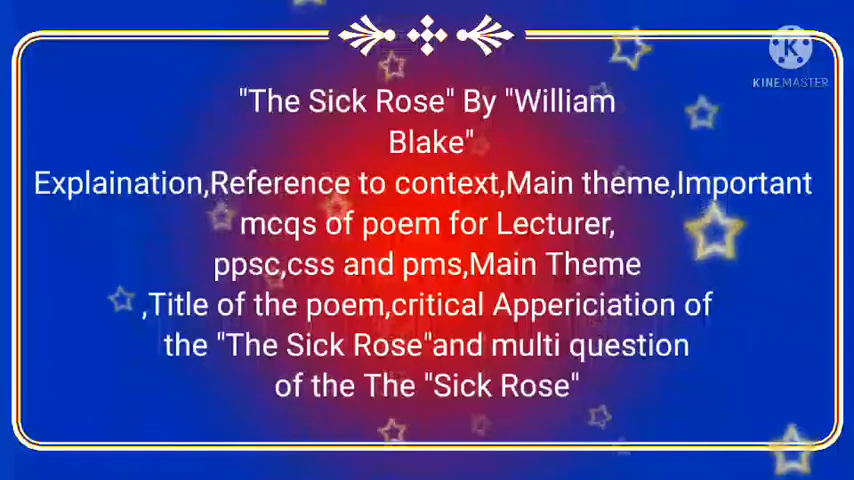 "The Sick Rose" By "William
Blake"
Explaination,Reference to context,Main theme,Important
mcqs of poem for Lecturer,
ppsc,css and pms,Main Theme
,Title of the poem,critical Appericiation of
the "The Sick Rose"and multi question
of the The "Sick Rose"
K
KINEMASTER